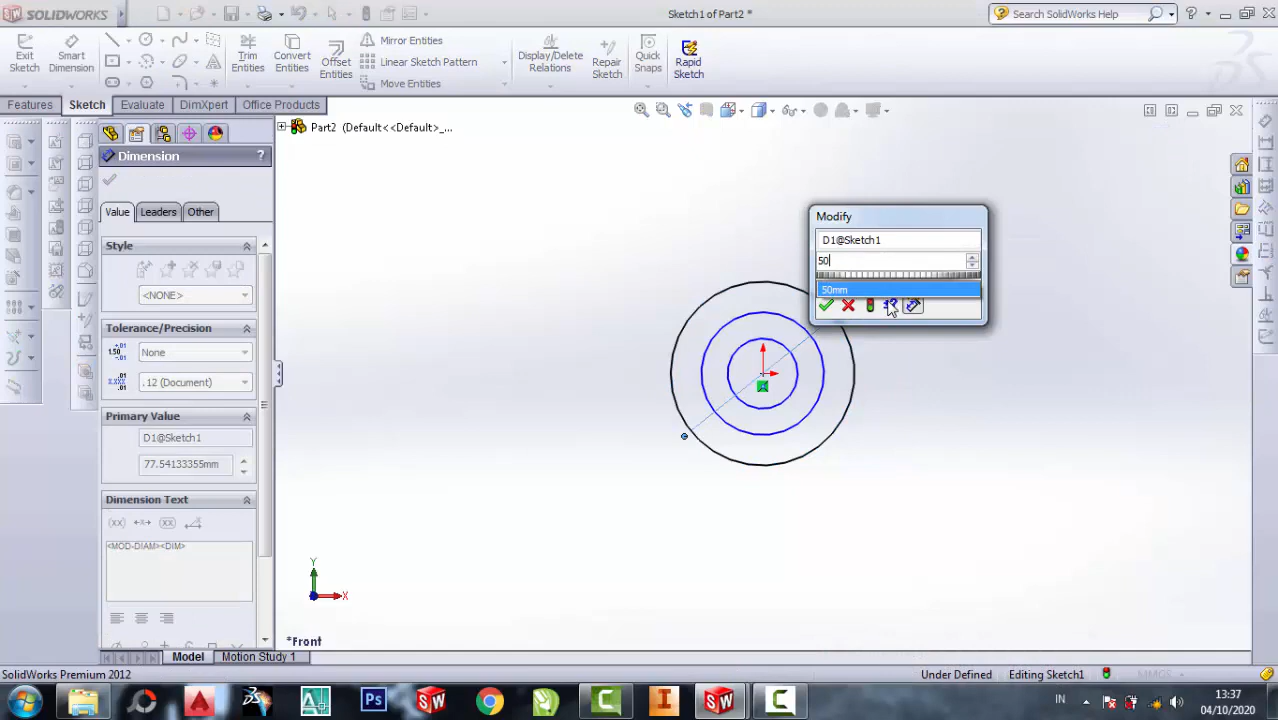 SOLIDWORKS
Sketch1 of Part2 *
Search SolidWorks Help
Exit
Sketch
Smart
Dimension
Trim
Entities
Convert
Entities
Offset
Entities
Mirror Entities
Linear Sketch Pattern
Move Entities
Display/Delete
Relations
Repair
Sketch
Quick
Snaps
Rapid
Sketch
Features
Sketch
Evaluate
DimXpert
Office Products
Part2 (Default<<Default>_...
Dimension
?
Value
Leaders
Other
Style
<NONE>
Tolerance/Precision
None
.12 (Document)
Primary Value
D1@Sketch1
77.54133355mm
Dimension Text
<MOD-DIAM><DIM>
Modify
D1@Sketch1
50
50mm
Y
X
*Front
Model
Motion Study 1
SolidWorks Premium 2012
Under Defined
Editing Sketch1
MMGS
IN
13:37
04/10/2020